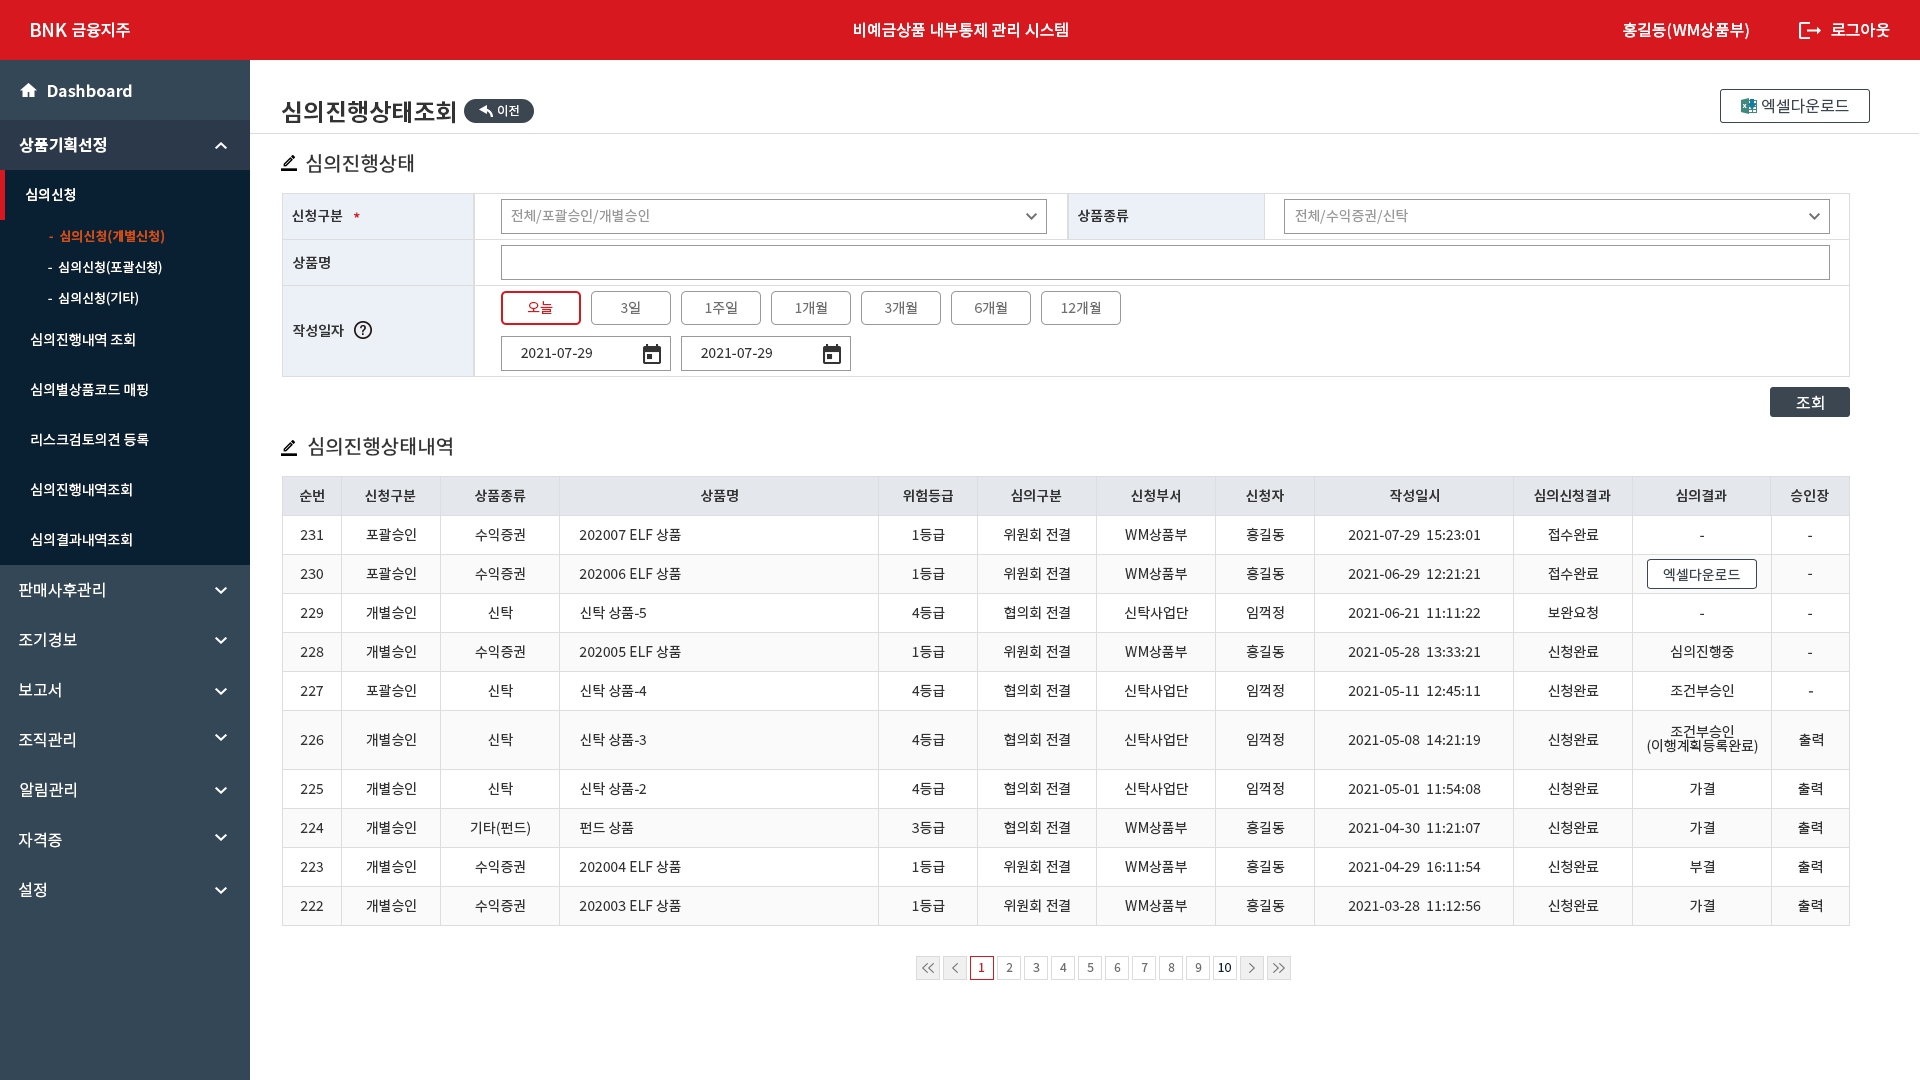 BNK 금융지주
비예금상품 내부통제 관리 시스템
홍길동(WM상품부)
로그아웃
Dashboard
상품기획선정
심의신청
- 심의신청(개별신청)
- 심의신청(포괄신청)
- 심의신청(기타)
심의진행내역 조회
심의별상품코드 매핑
리스크검토의견 등록
심의진행내역조회
심의결과내역조회
판매사후관리
조기경보
보고서
조직관리
알림관리
자격증
설정
심의진행상태조회
이전
엑셀다운로드
심의진행상태
신청구분 *
전체/포괄승인/개별승인
상품종류
전체/수익증권/신탁
상품명
작성일자 ?
오늘 3일 1주일 1개월 3개월 6개월 12개월
2021-07-29 2021-07-29
조회
심의진행상태내역
순번 신청구분 상품종류 상품명 위험등급 심의구분 신청부서 신청자 작성일시 심의신청결과 심의결과 승인장
231 포괄승인 수익증권 202007 ELF 상품 1등급 위원회 전결 WM상품부 홍길동 2021-07-29 15:23:01 접수완료 - -
230 포괄승인 수익증권 202006 ELF 상품 1등급 위원회 전결 WM상품부 홍길동 2021-06-29 12:21:21 접수완료 엑셀다운로드 -
229 개별승인 신탁 신탁 상품-5 4등급 협의회 전결 신탁사업단 임꺽정 2021-06-21 11:11:22 보완요청 - -
228 개별승인 수익증권 202005 ELF 상품 1등급 위원회 전결 WM상품부 홍길동 2021-05-28 13:33:21 신청완료 심의진행중 -
227 포괄승인 신탁 신탁 상품-4 4등급 협의회 전결 신탁사업단 임꺽정 2021-05-11 12:45:11 신청완료 조건부승인 -
226 개별승인 신탁 신탁 상품-3 4등급 협의회 전결 신탁사업단 임꺽정 2021-05-08 14:21:19 신청완료 조건부승인
(이행계획등록완료) 출력
225 개별승인 신탁 신탁 상품-2 4등급 협의회 전결 신탁사업단 임꺽정 2021-05-01 11:54:08 신청완료 가결 출력
224 개별승인 기타(펀드) 펀드 상품 3등급 협의회 전결 WM상품부 홍길동 2021-04-30 11:21:07 신청완료 가결 출력
223 개별승인 수익증권 202004 ELF 상품 1등급 위원회 전결 WM상품부 홍길동 2021-04-29 16:11:54 신청완료 부결 출력
222 개별승인 수익증권 202003 ELF 상품 1등급 위원회 전결 WM상품부 홍길동 2021-03-28 11:12:56 신청완료 가결 출력
1 2 3 4 5 6 7 8 9 10